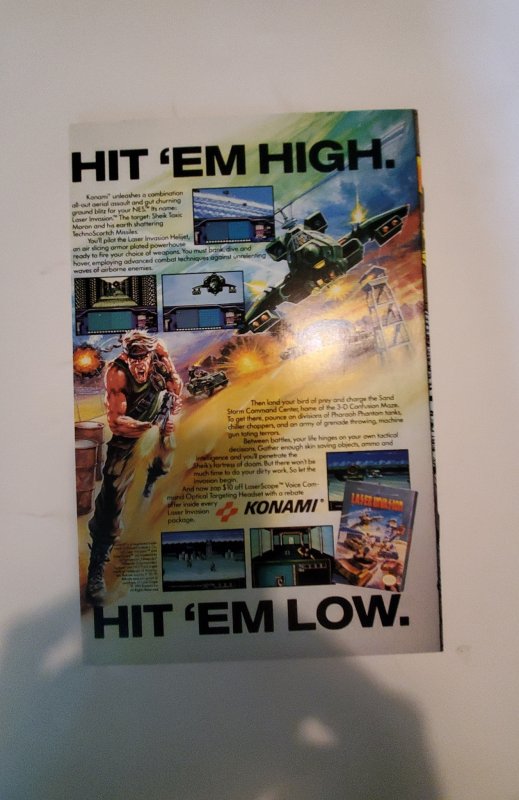 HIT ‘EM HIGH.
Konami® unleashes a combination
all-out aerial assault and gut churning
ground blitz for your NES.™ Its name:
Laser Invasion.™ The target: Sheik Toxic
Moron and his earth shattering
TechnoScorch Missiles.
You'll pilot the Laser Invasion Helijet,
an air slicing armor plated powerhouse
ready to fire your choice of weapons. You must bank, dive and
hover, employing advanced combat techniques against unrelenting
waves of airborne enemies.
Then land your bird of prey and charge the Sand
Storm Command Center, home of the 3-D Confusion Maze.
To get there, pounce on divisions of Pharaoh Phantom tanks,
chiller choppers, and an army of grenade throwing, machine
gun toting terrors.
Between battles, your life hinges on your own tactical
decisions. Gather enough skin saving objects, ammo and
intelligence and you'll penetrate the
Sheik's fortress of doom. But there won't be
much time to do your dirty work. So let the
invasion begin.
And now zap $10 off LaserScope™ Voice Com-
mand Optical Targeting Headset with a rebate
offer inside every
Laser Invasion
package.
KONAMI®
LASER INVASION
HIT ‘EM LOW.